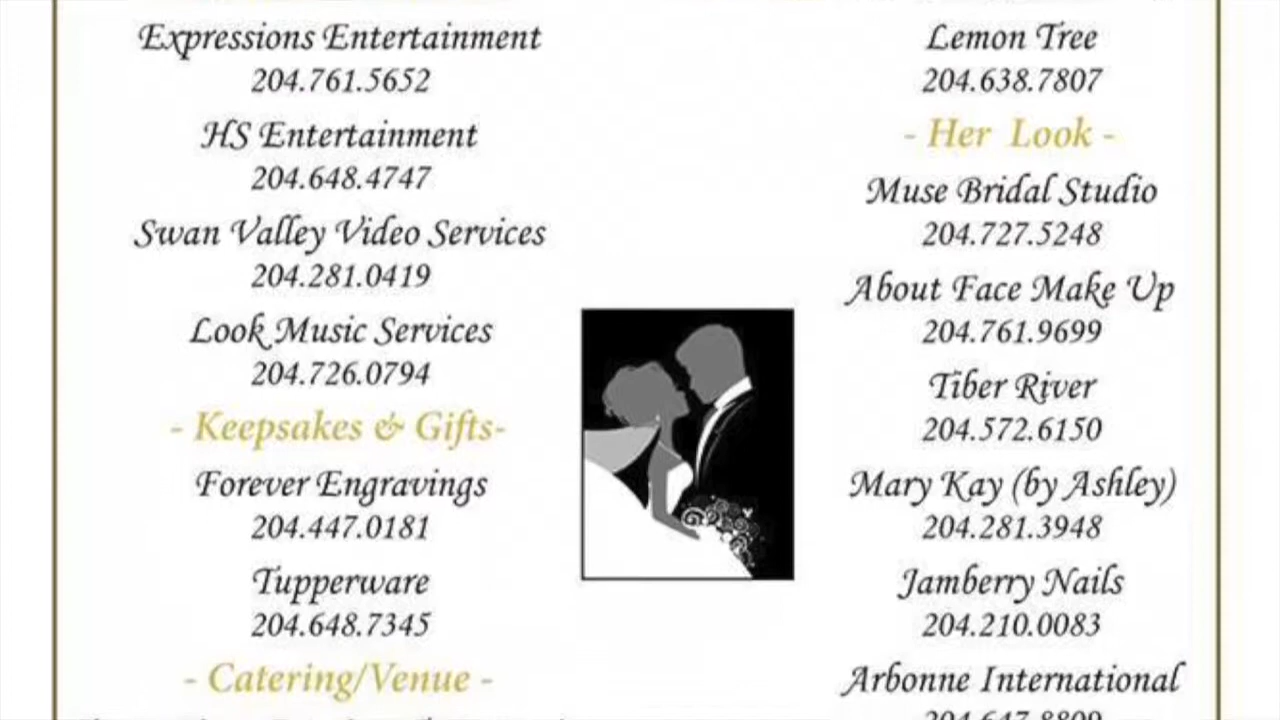 Expressions Entertainment
204.761.5652
HS Entertainment
204.648.4747
Swan Valley Video Services
204.281.0419
Look Music Services
204.726.0794
- Keepsakes & Gifts-
Forever Engravings
204.447.0181
Tupperware
204.648.7345
- Catering/Venue -
Lemon Tree
204.638.7807
- Her Look -
Muse Bridal Studio
204.727.5248
About Face Make Up
204.761.9699
Tiber River
204.572.6150
Mary Kay (by Ashley)
204.281.3948
Jamberry Nails
204.210.0083
Arbonne International
204.647.8809